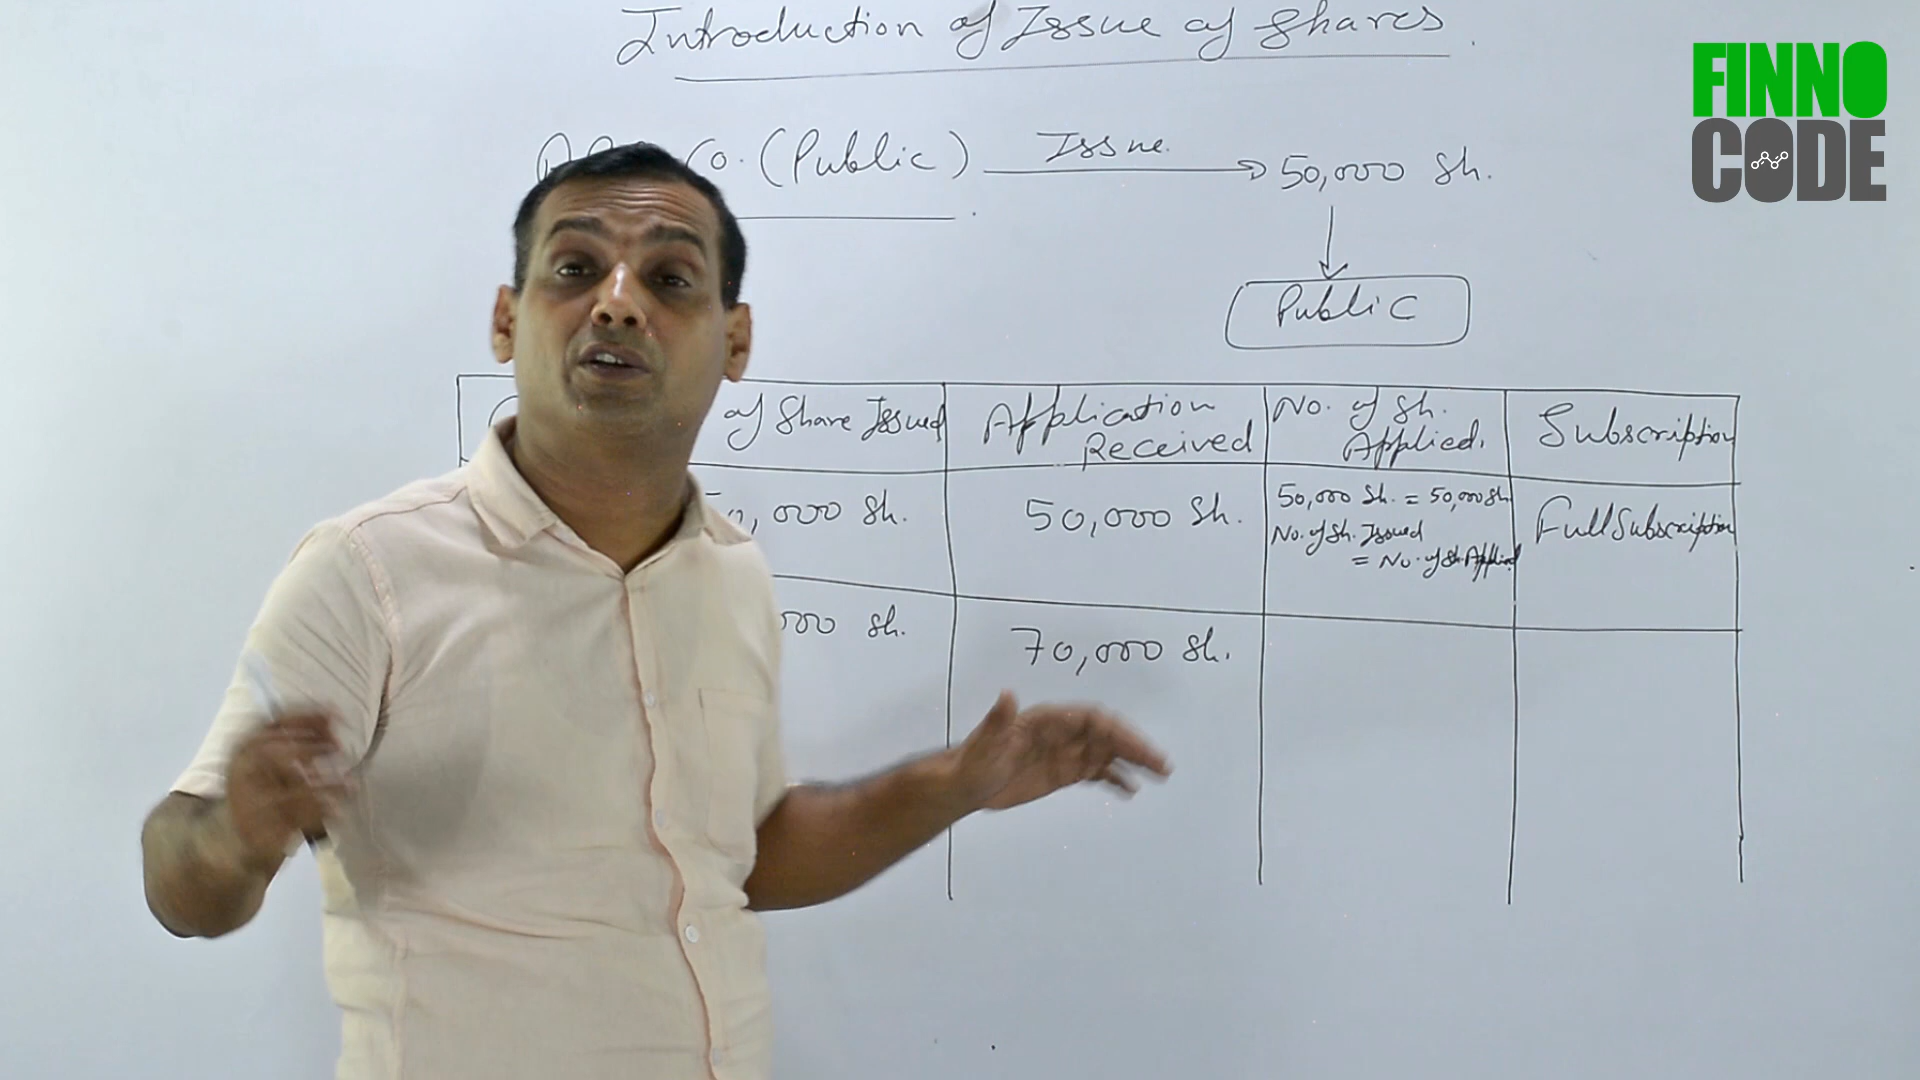 Introduction of Issue of Shares.
Co. (Public) Issue. 50,000 Sh.
Public
of Share Issued
Application
Received
No. of Sh.
Applied.
Subscription
,000 Sh.
50,000 Sh.
50,000 Sh. = 50,000 Sh
No. of Sh. Issued
= No. of Sh. Applied
Full Subscription
000 Sh.
70,000 Sh.
FINNO
CODE